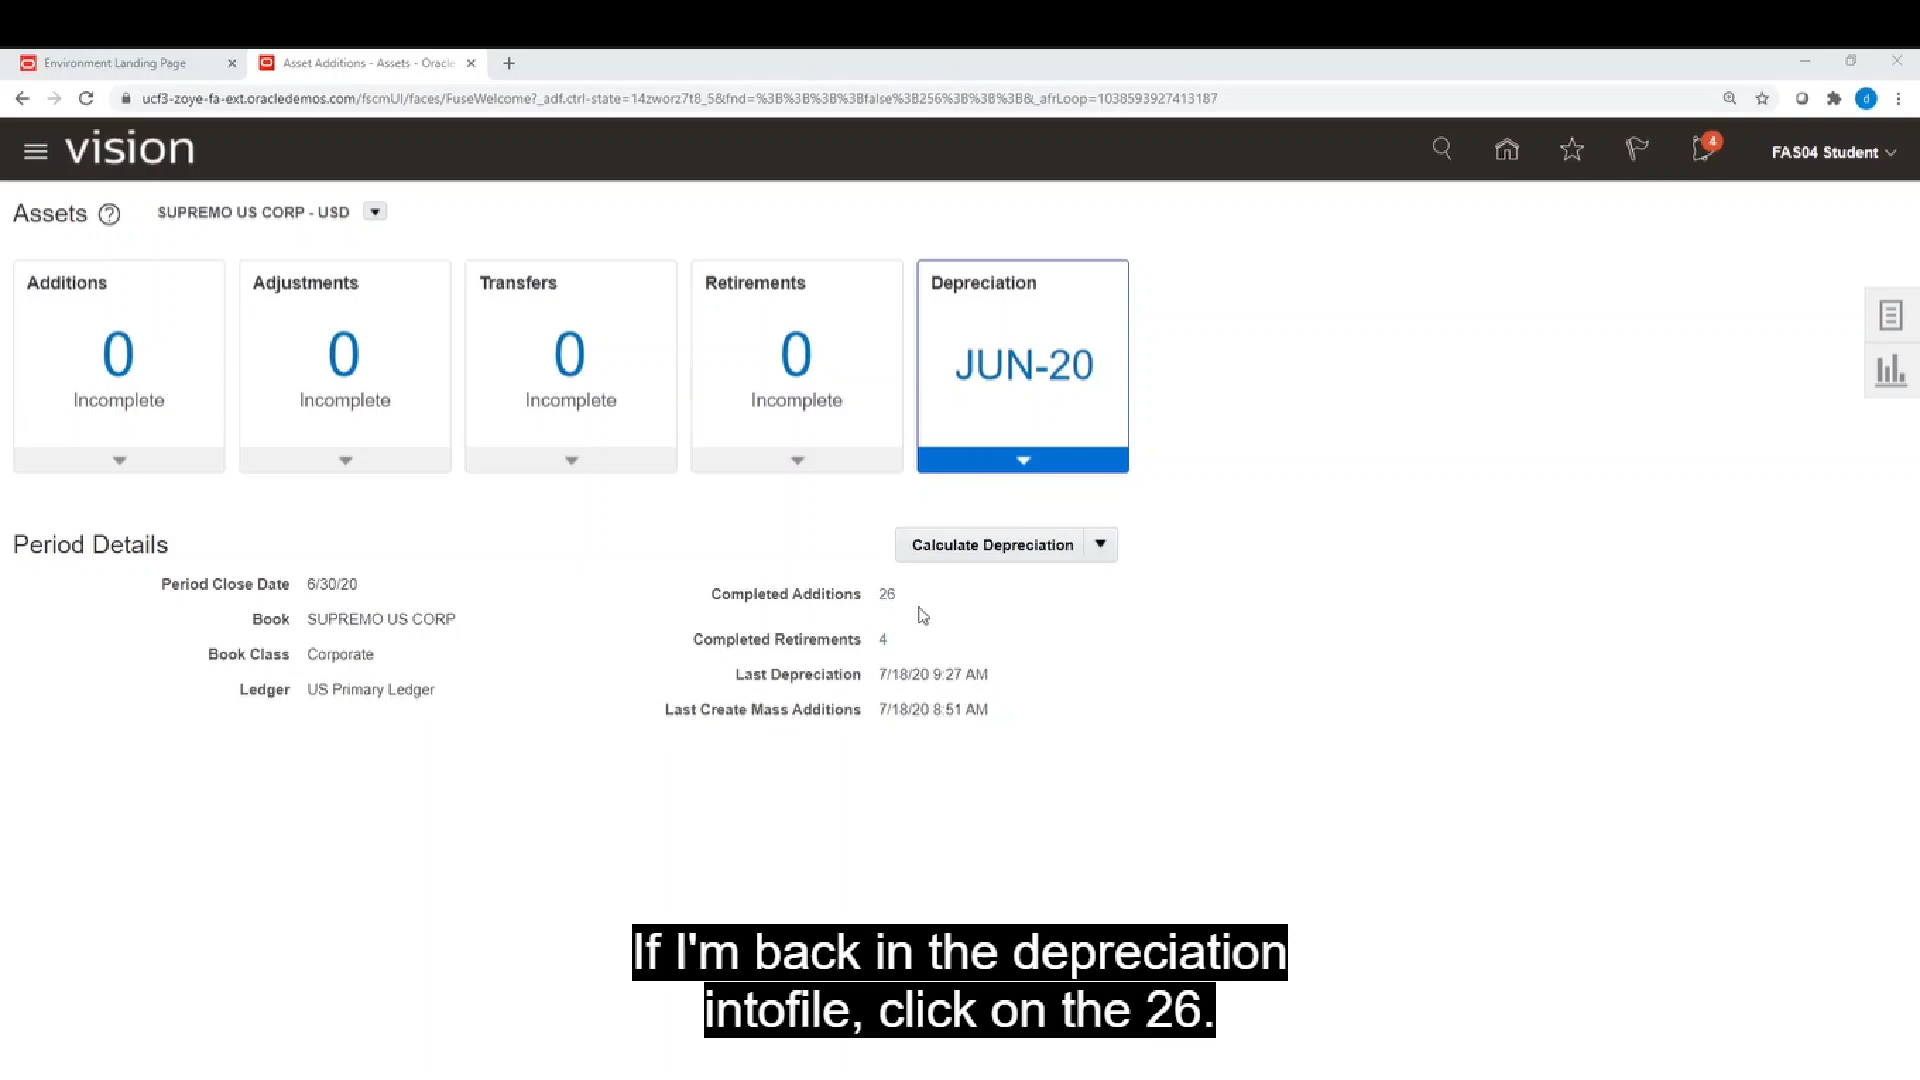 Environment Landing Page
Asset Additions - Assets - Oracle
ucf3-zoye-fa-ext.oracledemos.com/fscmUI/faces/FuseWelcome?_adf.ctrl-state=14zworz7t8_5&fnd=%3B%3B%3B%3Bfalse%3B256%3B%3B%3B&_afrLoop=1038593927413187
d
vision
4
FAS04 Student
Assets
SUPREMO US CORP - USD
Additions
0
Incomplete
Adjustments
0
Incomplete
Transfers
0
Incomplete
Retirements
0
Incomplete
Depreciation
JUN-20
Period Details
Calculate Depreciation
Period Close Date 6/30/20
Book SUPREMO US CORP
Book Class Corporate
Ledger US Primary Ledger
Completed Additions 26
Completed Retirements 4
Last Depreciation 7/18/20 9:27 AM
Last Create Mass Additions 7/18/20 8:51 AM
If I'm back in the depreciation
intofile, click on the 26.